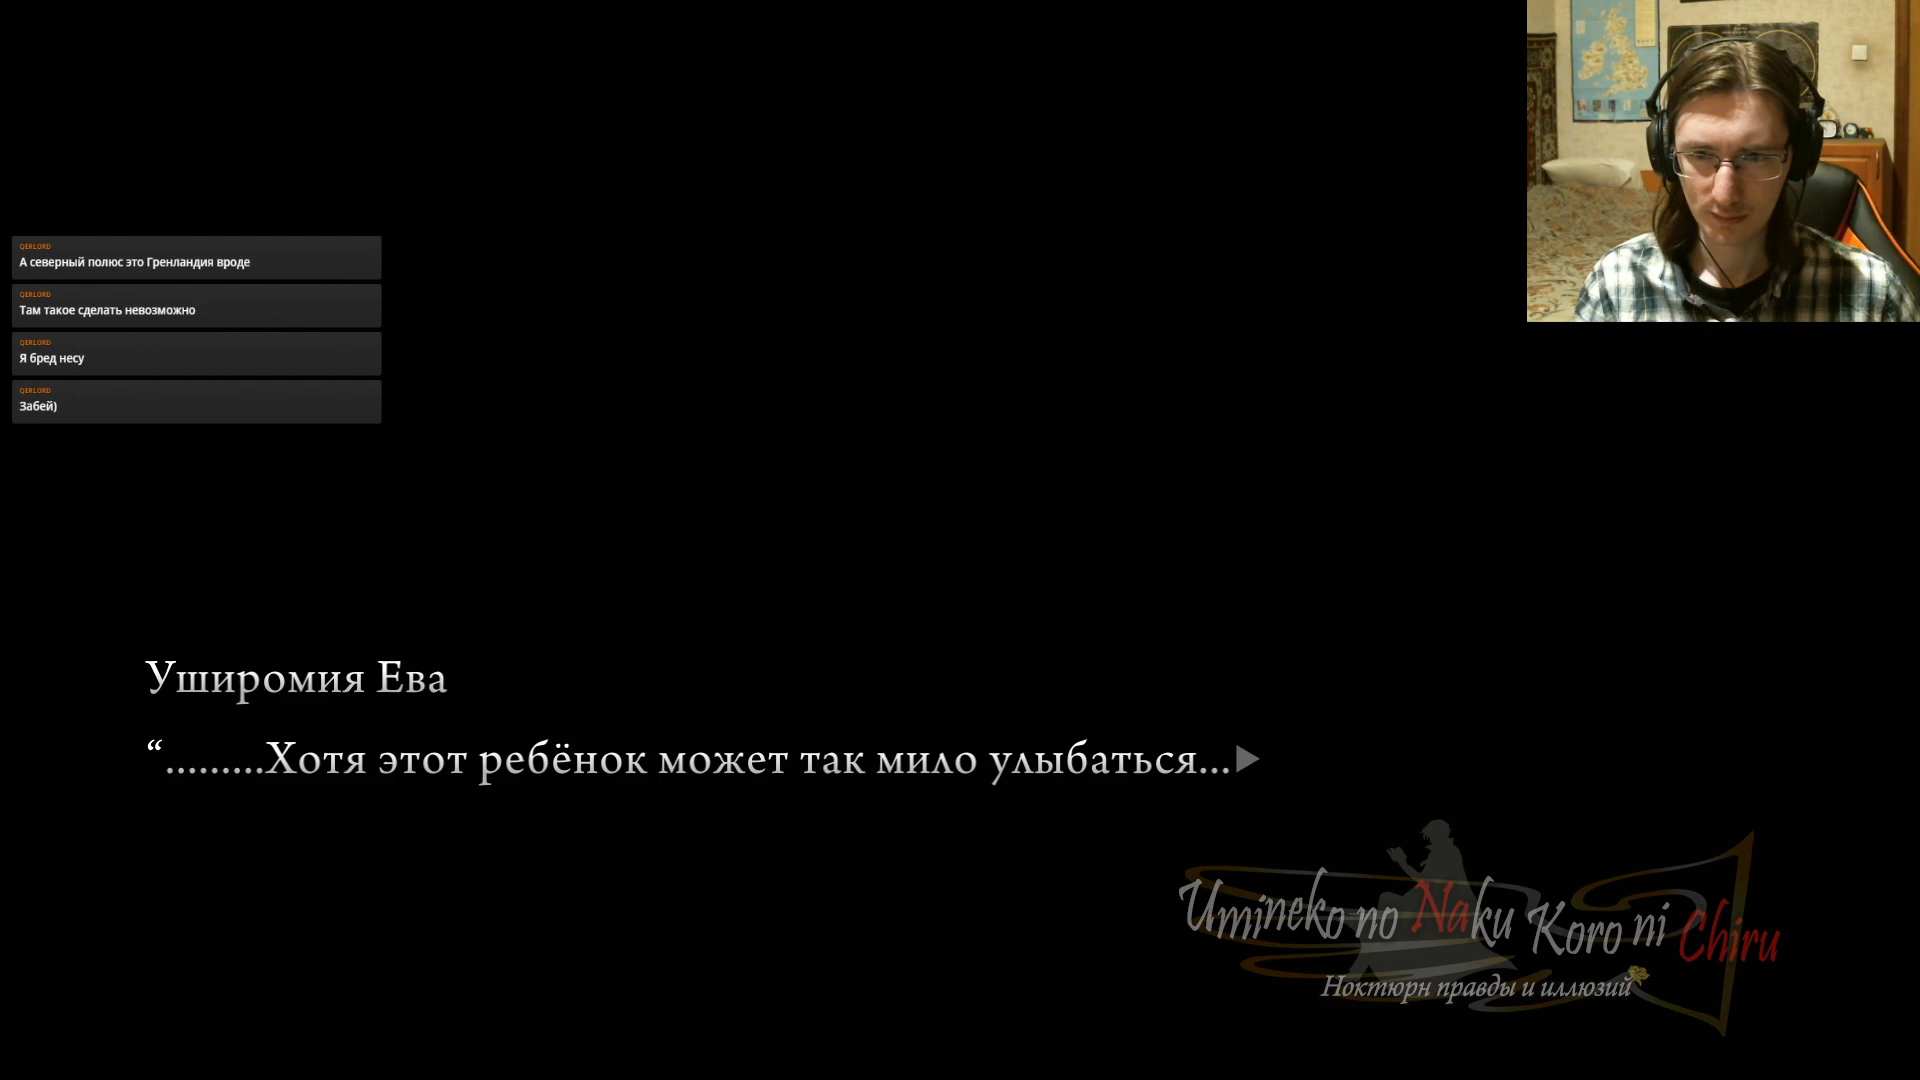 QERLORD
А северный полюс это Гренландия вроде
QERLORD
Там такое сделать невозможно
QERLORD
Я бред несу
QERLORD
Забей)
Уширомия Ева
“.........Хотя этот ребёнок может так мило улыбаться...
Umineko no Naku Koro ni Chiru
Ноктюрн правды и иллюзий